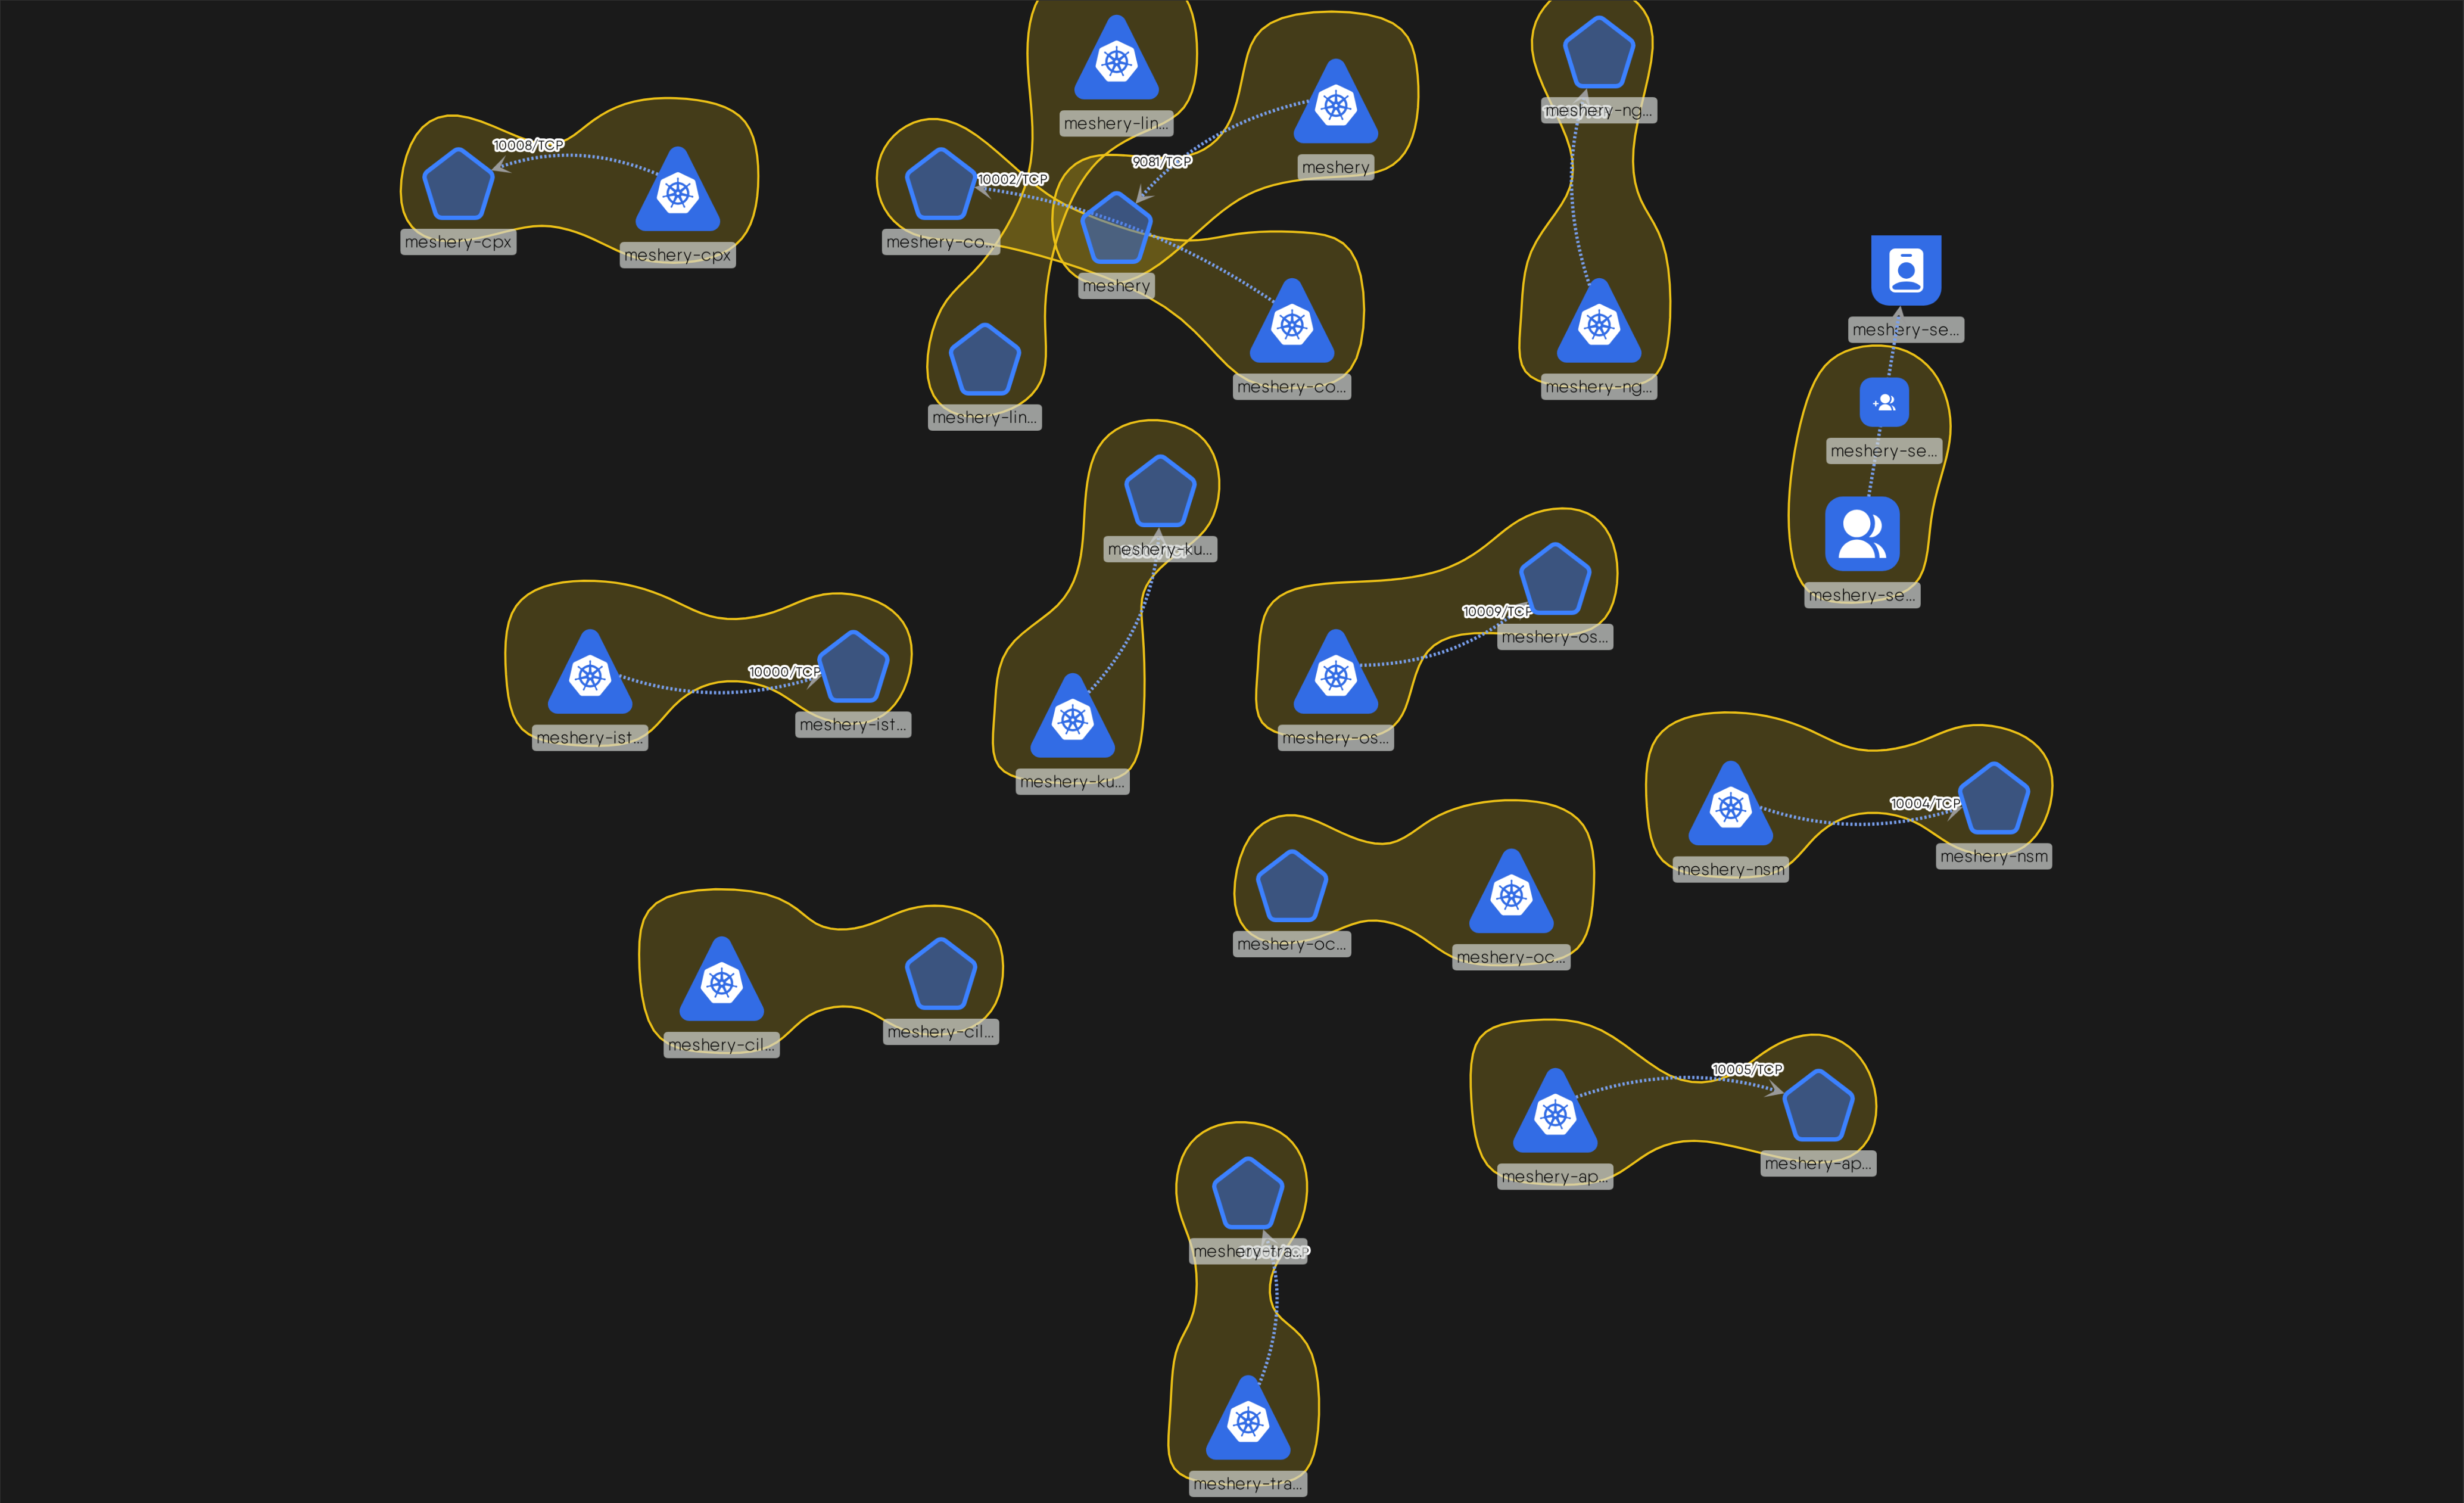 meshery-lin...
meshery-ng...
10008/TCP
9081/TCP
meshery
10002/TCP
meshery-cpx
meshery-co...
meshery-cpx
meshery
meshery-se...
meshery-co...
meshery-ng...
meshery-lin...
meshery-se...
meshery-ku...
meshery-se...
10009/TCP
meshery-os...
10000/TCP
meshery-ist...
meshery-ist...
meshery-os...
meshery-ku...
10004/TCP
meshery-nsm
meshery-nsm
meshery-oc...
meshery-oc...
meshery-cil...
meshery-cil...
10005/TCP
meshery-ap...
meshery-ap...
meshery-tra...
meshery-tra...